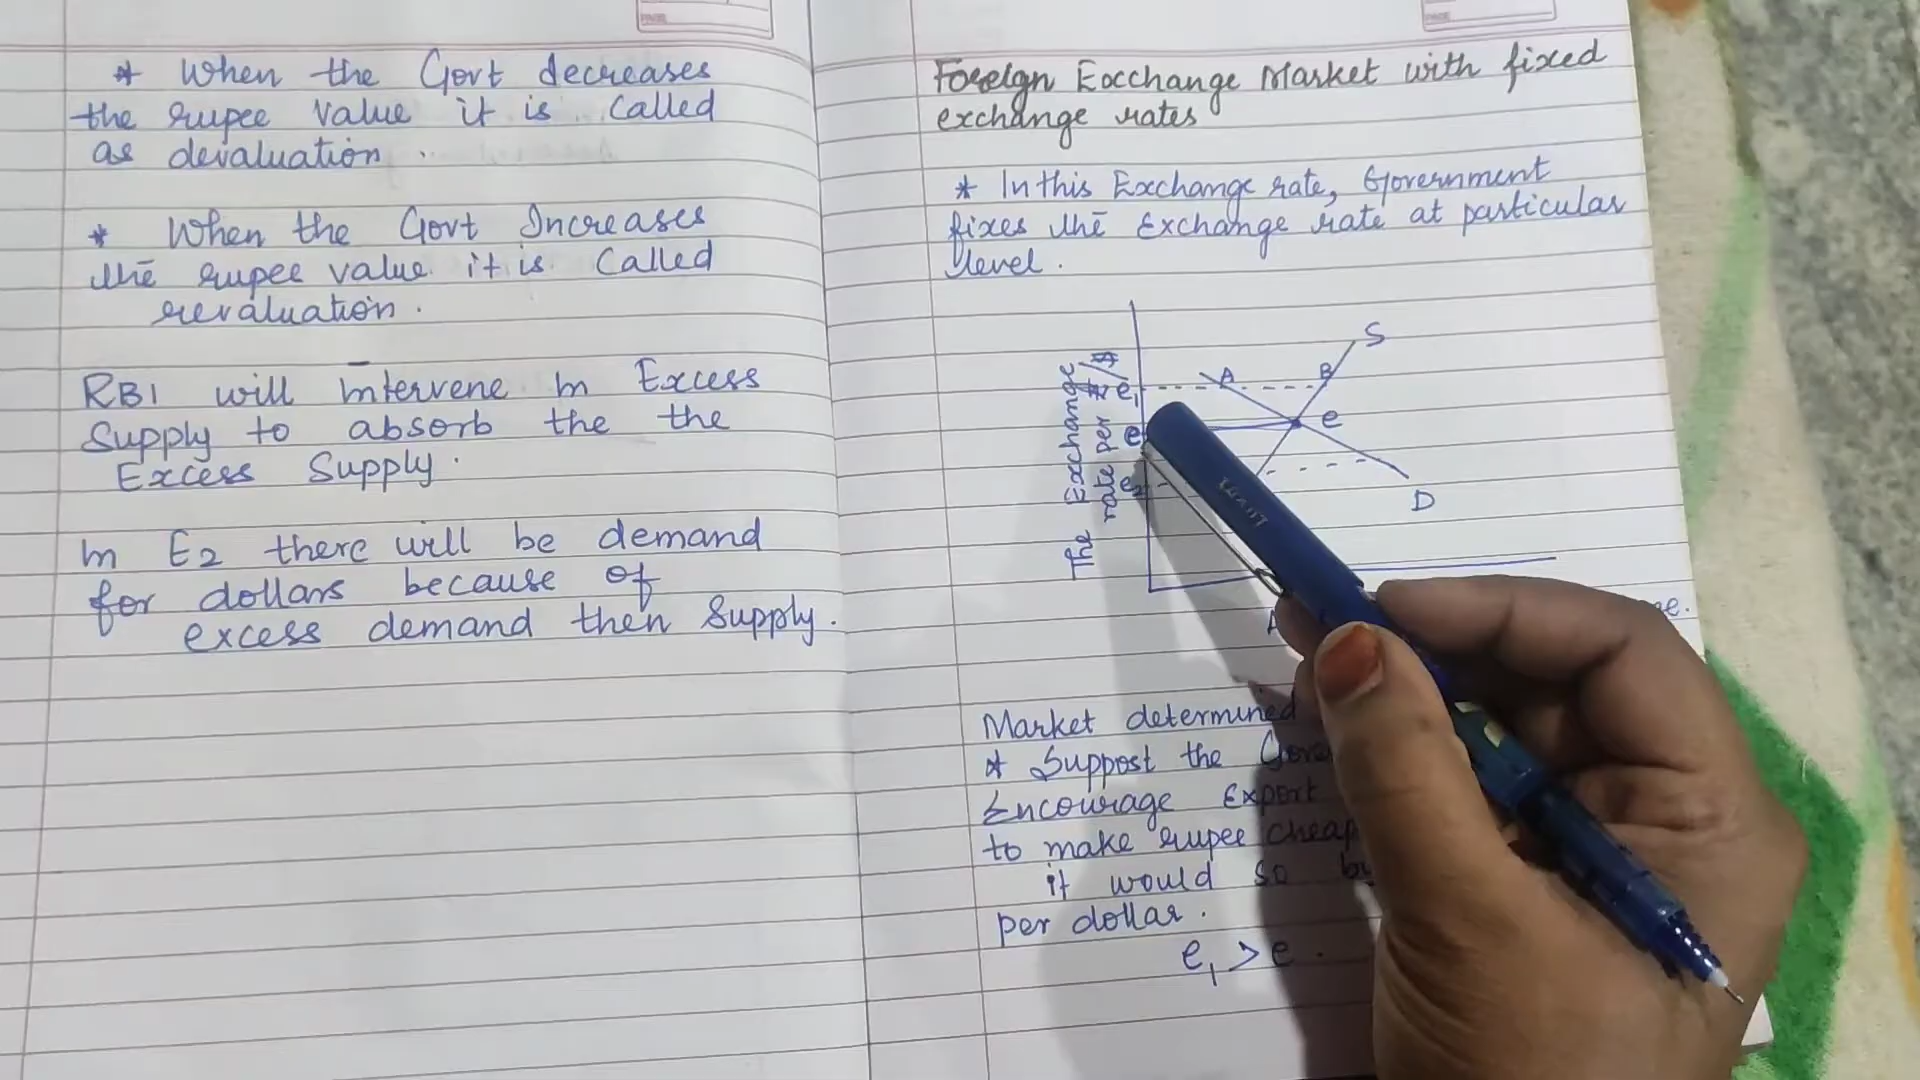 PAGE
* When the Govt decreases
the rupee value it is called
as devaluation.
* When the Govt Increases
the rupee value it is called
revaluation.
RBI will intervene in Excess
Supply to absorb the the
Excess Supply.
In E2 there will be demand
for dollars because of
excess demand then Supply.
PAGE
Foreign Exchange Market with fixed
exchange rates
* In this Exchange rate, Government
fixes the Exchange rate at particular
level.
The Exchange
rate per
S
e1 A B
e e
e2
D
Market determined
* Suppost the
Encourage Export
to make rupee
it would so
per dollar.
e1 > e.